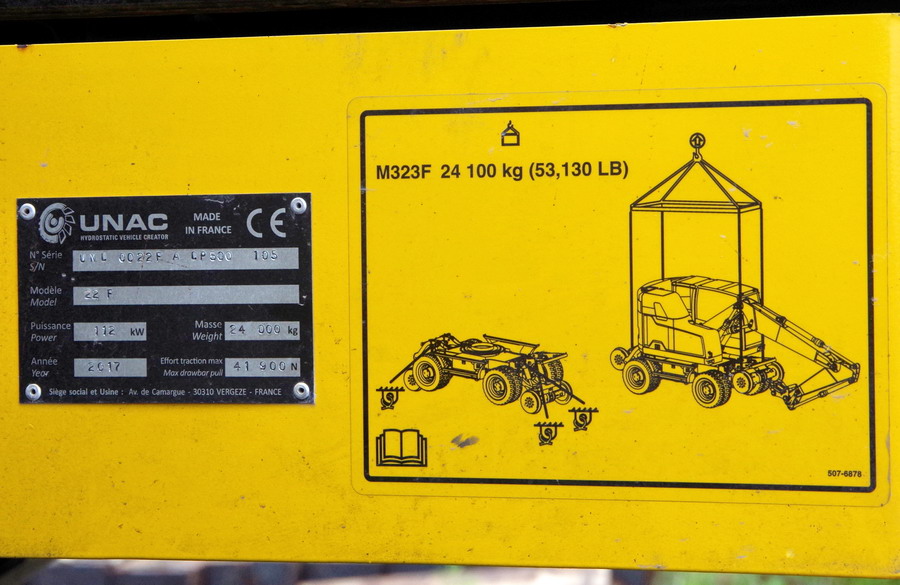 UNAC
HYDROSTATIC VEHICLE CREATOR
MADE
IN FRANCE
CE
N° Série
S/N
105
Modèle
Model
22 F
Puissance
Power
112 kW
Masse
Weight
24 000 kg
Année
Year
2017
Effort traction max
Max drawbar pull
41 900 N
Siège social et Usine : Av. de Camargue - 30310 VERGEZE - FRANCE
M323F 24 100 kg (53,130 LB)
507-6878